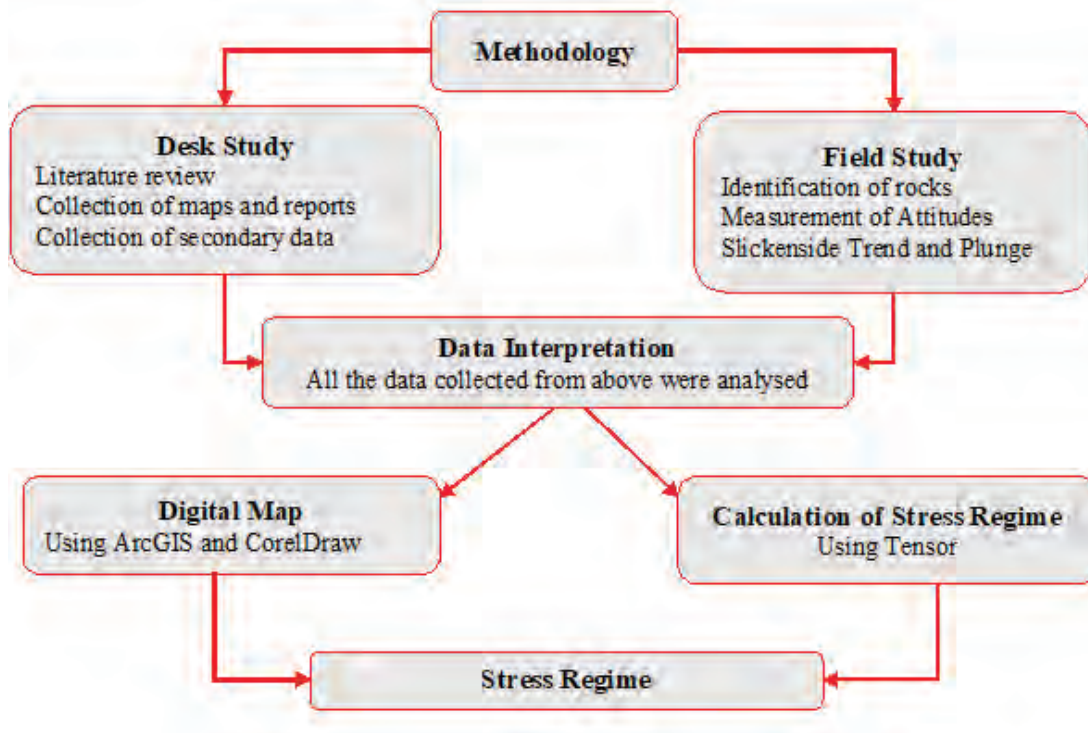 Methodology
Desk Study
Literature review
Collection of maps and reports
Collection of secondary data
Field Study
Identification of rocks
Measurement of Attitudes
Slickenside Trend and Plunge
Data Interpretation
All the data collected from above were analysed
Digital Map
Using ArcGIS and CorelDraw
Calculation of Stress Regime
Using Tensor
Stress Regime